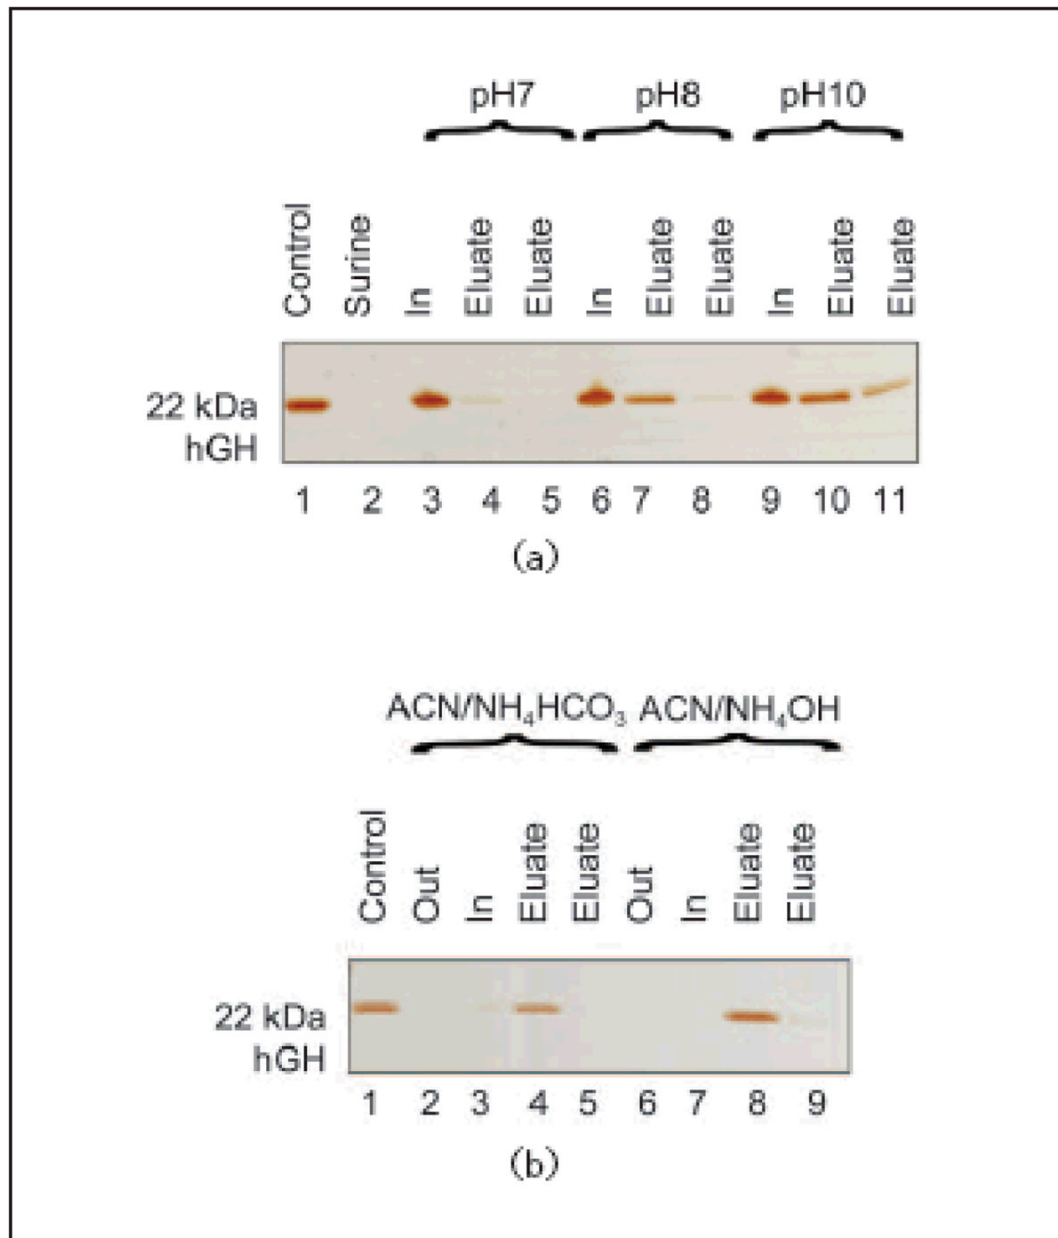 pH7 pH8 pH10
Control Surine In Eluate Eluate In Eluate Eluate In Eluate Eluate
22 kDa
hGH
1 2 3 4 5 6 7 8 9 10 11
(a)
ACN/NH₄HCO₃ ACN/NH₄OH
Control Out In Eluate Eluate Out In Eluate Eluate
22 kDa
hGH
1 2 3 4 5 6 7 8 9
(b)